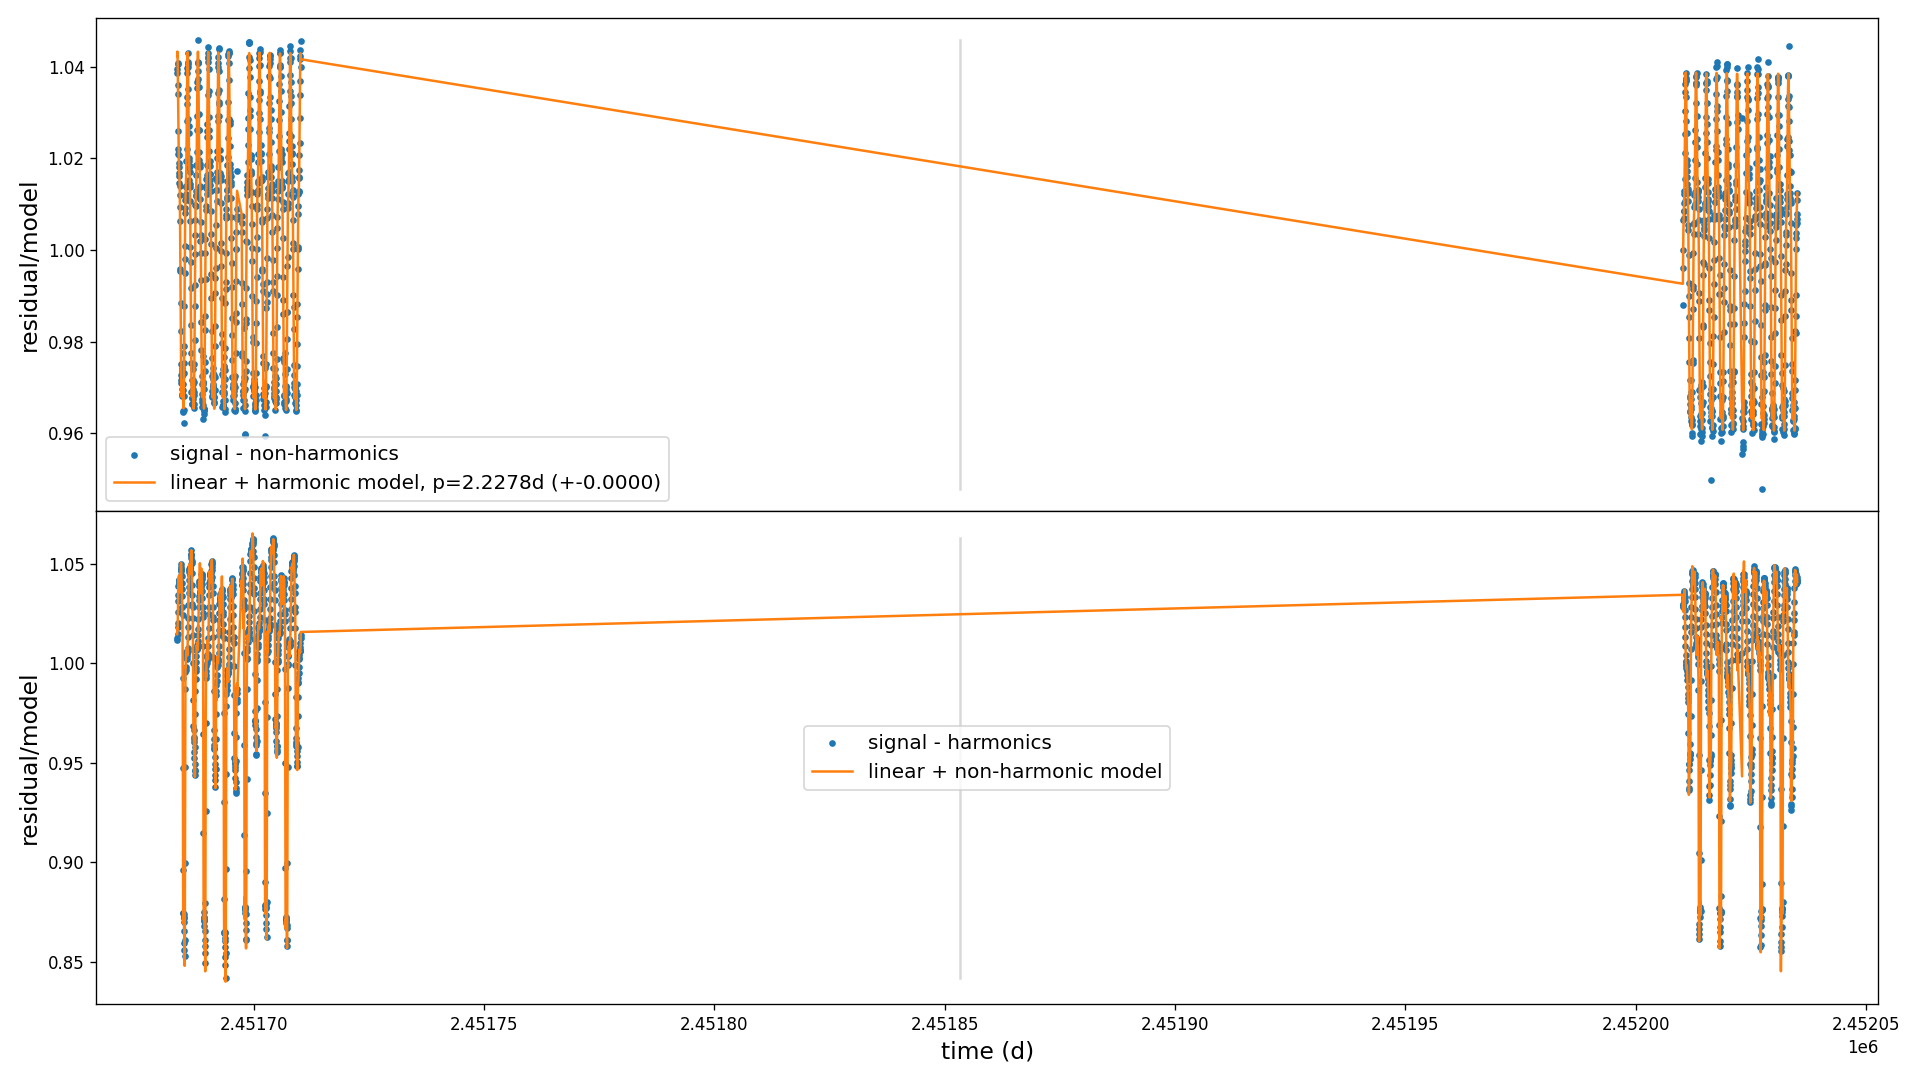 residual/model
1.04
1.02
1.00
0.98
0.96
signal - non-harmonics
linear + harmonic model, p=2.2278d (+-0.0000)
residual/model
1.05
1.00
0.95
0.90
0.85
signal - harmonics
linear + non-harmonic model
2.45170 2.45175 2.45180 2.45185 2.45190 2.45195 2.45200 2.45205
time (d)
1e6